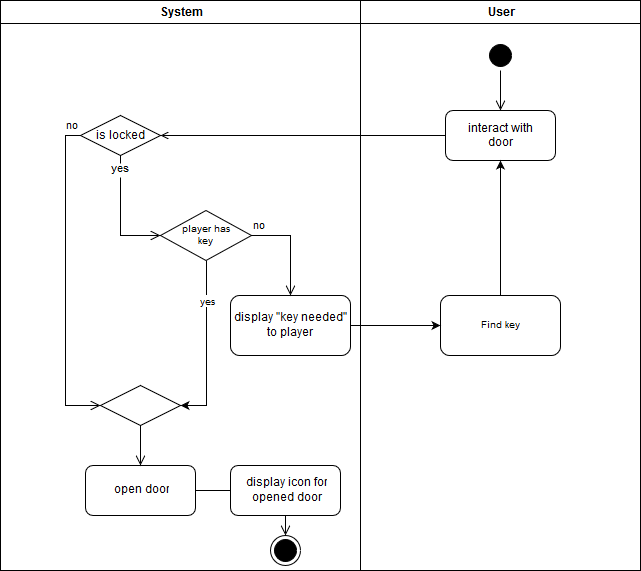 System
User
interact with
door
no
is locked
yes
player has
key
no
yes
display "key needed"
to player
Find key
open door
display icon for
opened door